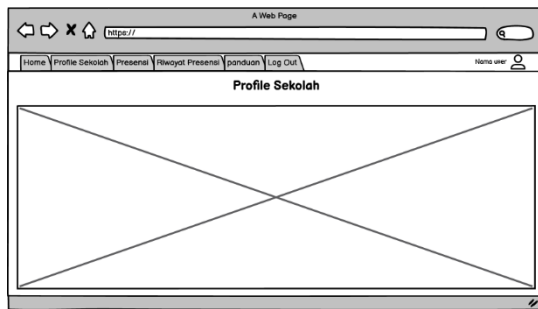 A Web Page
https://
Home Profile Sekolah Presensi Riwayat Presensi panduan Log Out
Nama user
Profile Sekolah